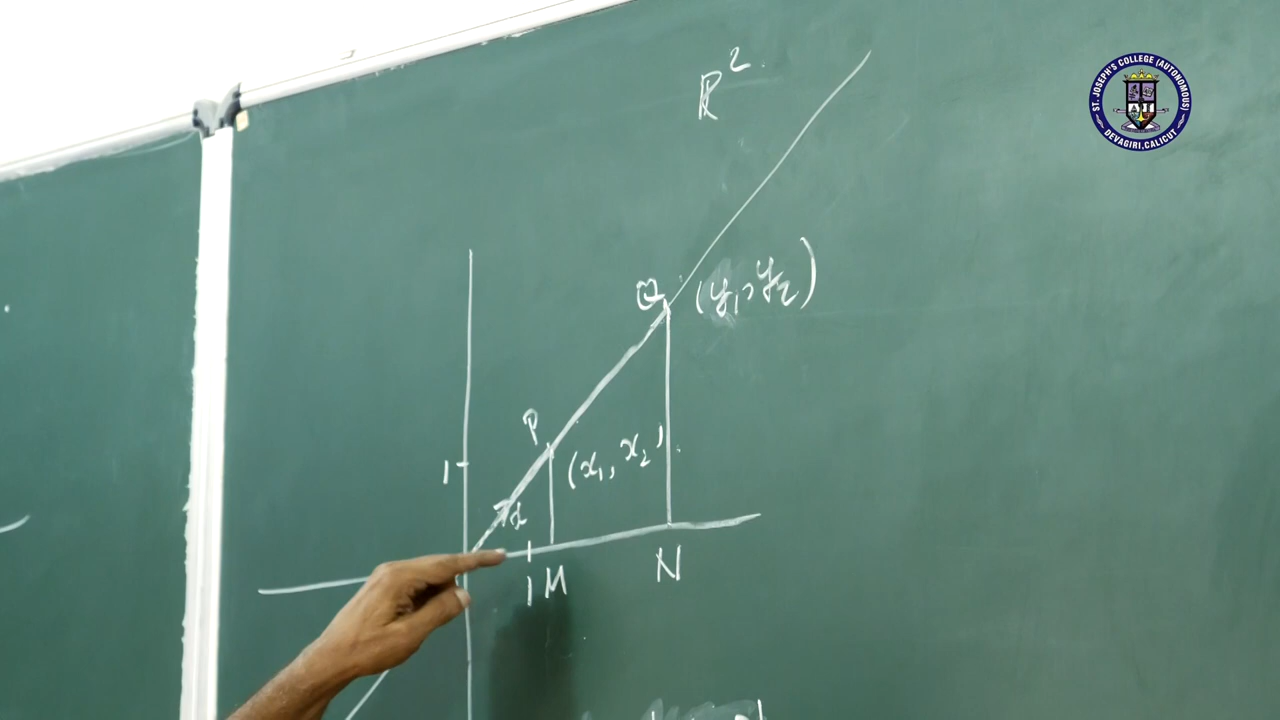 ℝ²
ST. JOSEPH'S COLLEGE (AUTONOMOUS)
DEVAGIRI, CALICUT
Q (y₁, y₂)
P
(x₁, x₂)
1
α
1 M
N